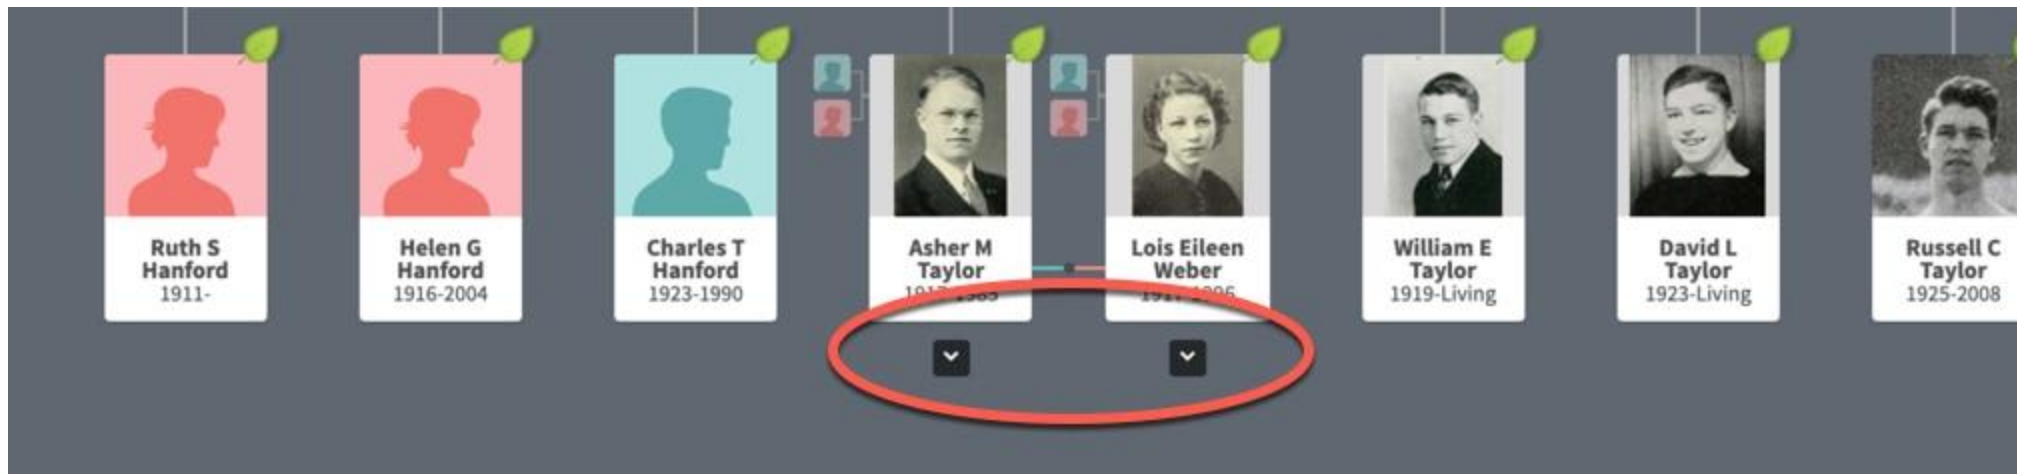 Ruth S
Hanford
1911-
Helen G
Hanford
1916-2004
Charles T
Hanford
1923-1990
Asher M
Taylor
Lois Eileen
Weber
William E
Taylor
1919-Living
David L
Taylor
1923-Living
Russell C
Taylor
1925-2008